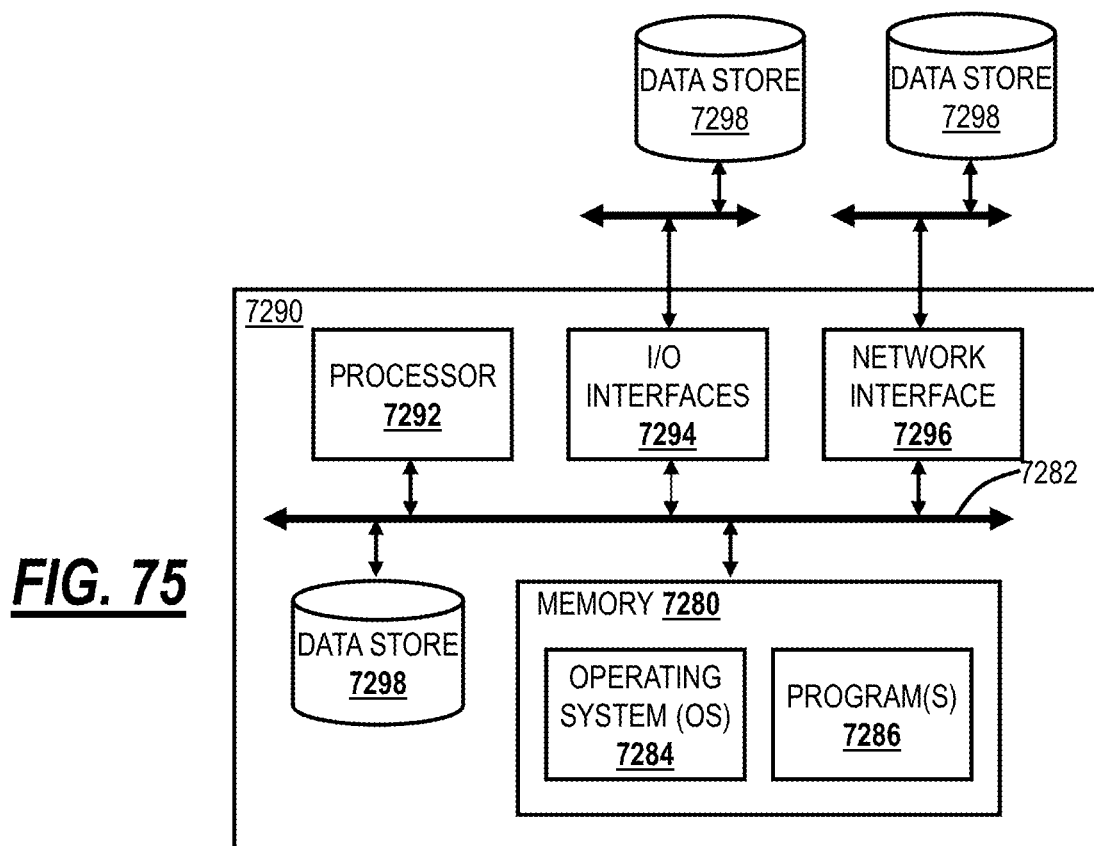 DATA STORE
7298
DATA STORE
7298
7290
PROCESSOR
7292
I/O
INTERFACES
7294
NETWORK
INTERFACE
7296
7282
FIG. 75
DATA STORE
7298
MEMORY 7280
OPERATING
SYSTEM (OS)
7284
PROGRAM(S)
7286